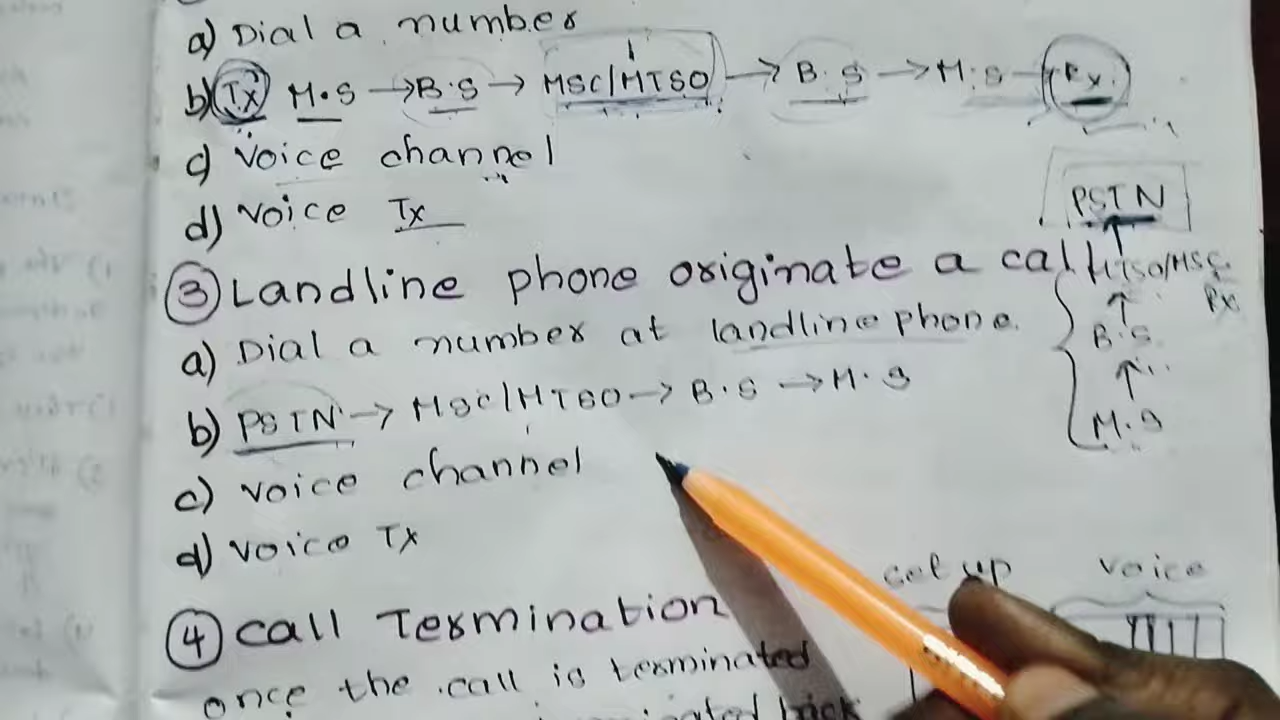 a) Dial a number
b) Tx M.S → B.S → MSC/MTSO → B.S → M.S → Rx
c) Voice channel
d) Voice Tx
PSTN
③ Landline phone originate a call
MTSO/MSC
Rx
a) Dial a number at landline phone.
B.S
b) PSTN → MSC/MTSO → B.S → M.S
M.S
c) Voice channel
d) Voice Tx
set up voice
④ Call Termination
once the call is terminated